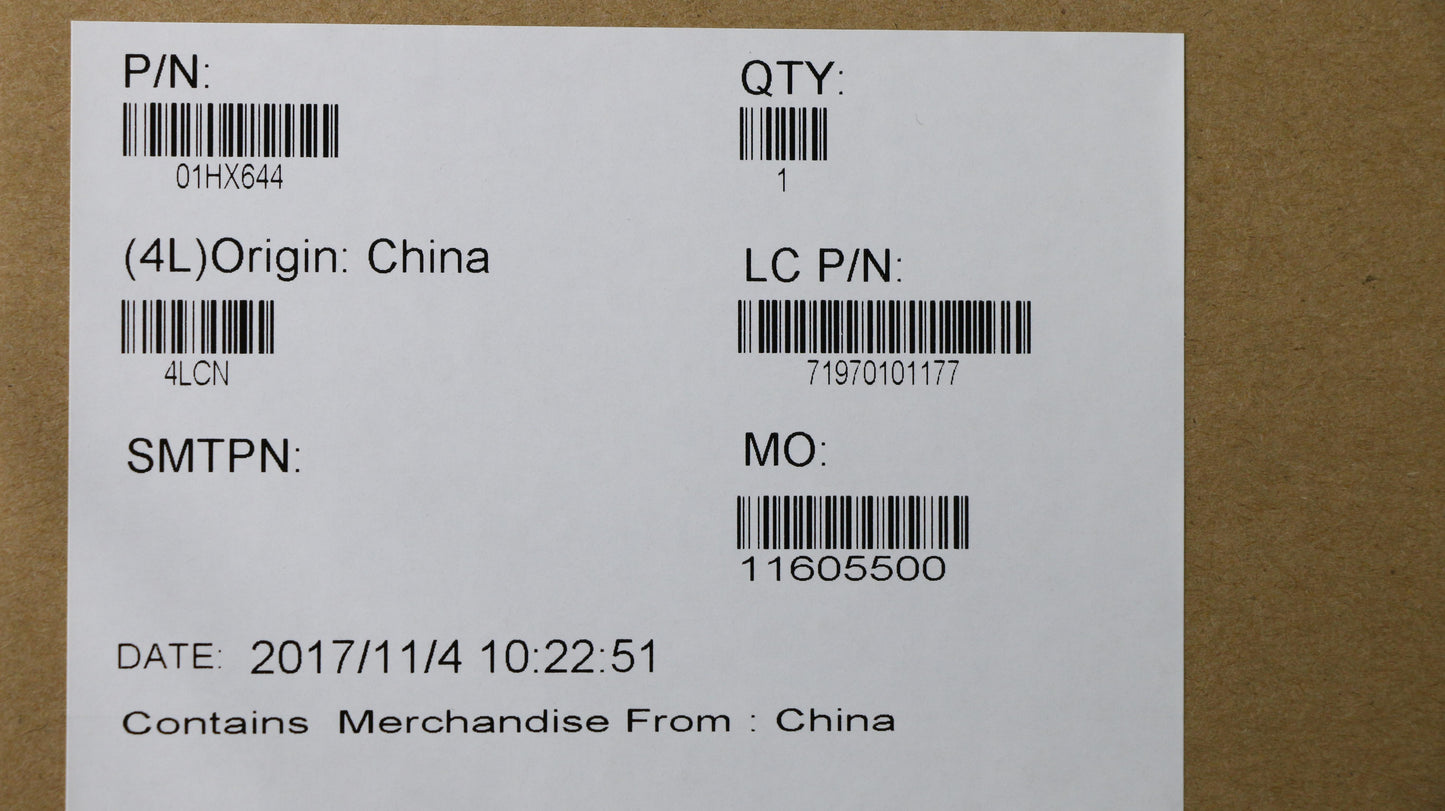 P/N:
01HX644
QTY:
1
(4L)Origin: China
4LCN
LC P/N:
71970101177
SMTPN:
MO:
11605500
DATE: 2017/11/4 10:22:51
Contains Merchandise From : China